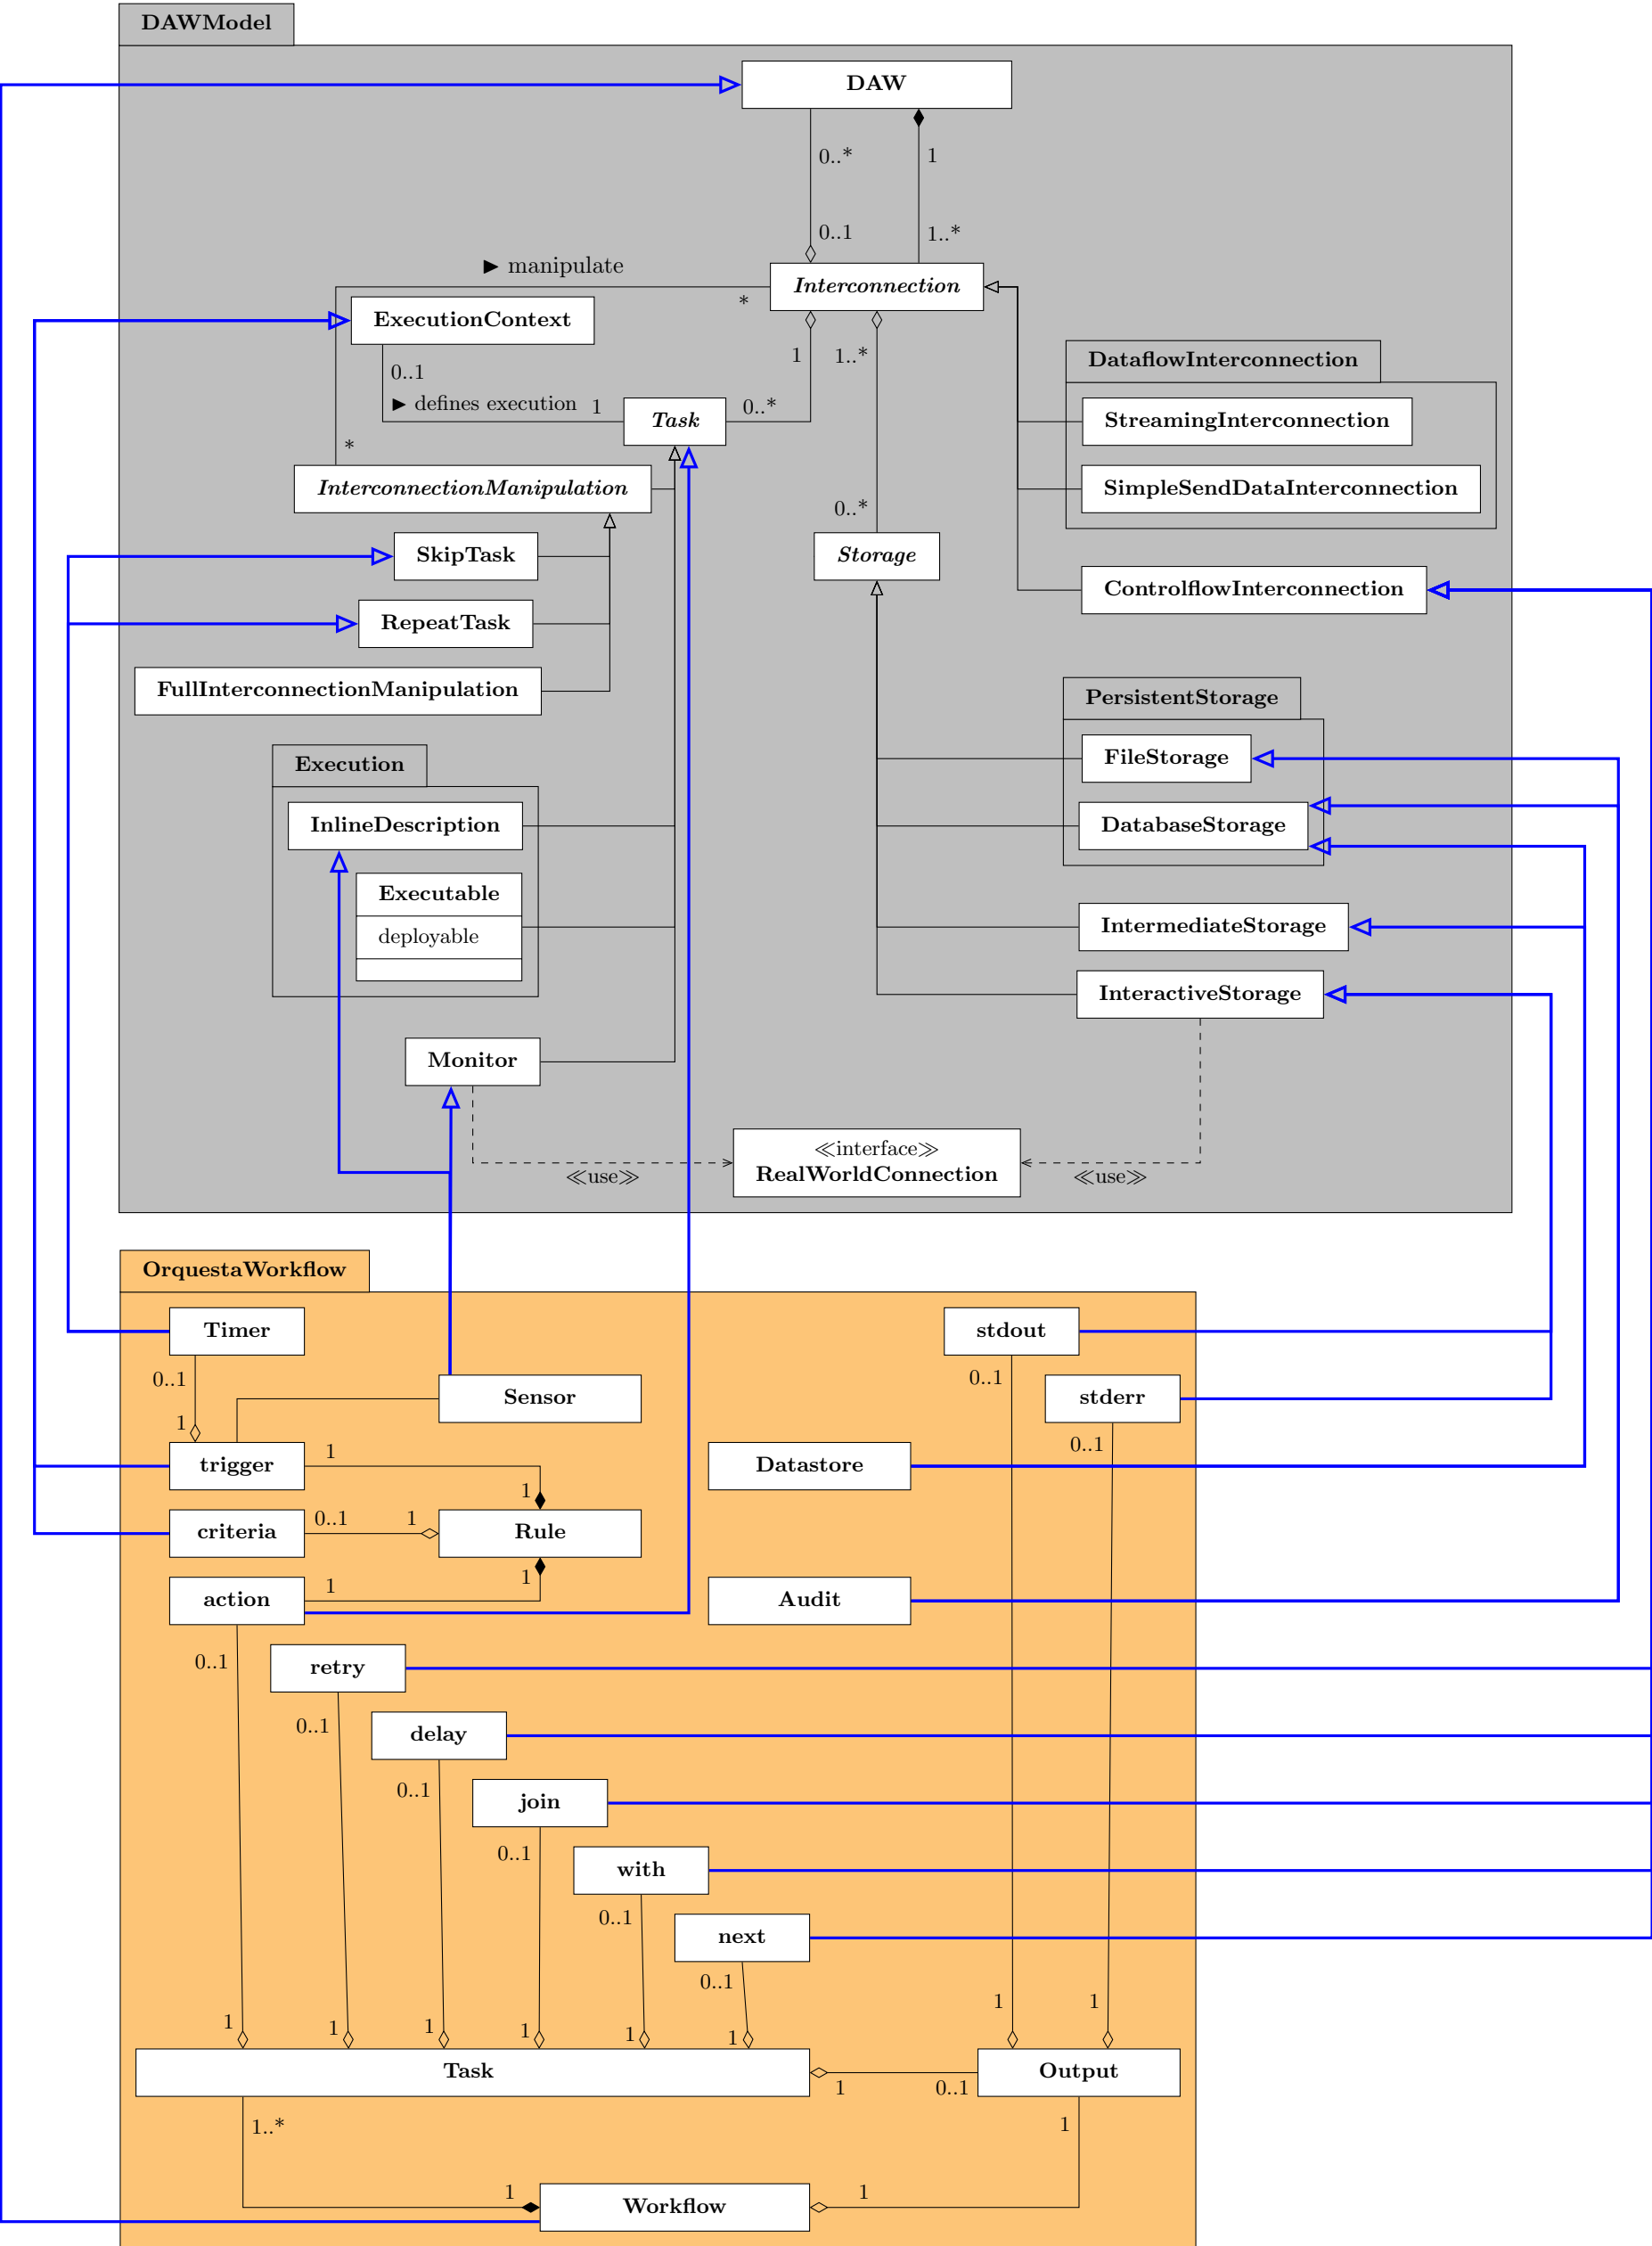 DAWModel
DAW
0..*
1
0..1
1..*
▶ manipulate
*
Interconnection
ExecutionContext
0..1
1
1..*
DataflowInterconnection
▶ defines execution
1
Task
0..*
StreamingInterconnection
*
InterconnectionManipulation
SimpleSendDataInterconnection
0..*
SkipTask
Storage
ControlflowInterconnection
RepeatTask
FullInterconnectionManipulation
PersistentStorage
Execution
FileStorage
InlineDescription
DatabaseStorage
Executable
deployable
IntermediateStorage
InteractiveStorage
Monitor
≪interface≫
RealWorldConnection
≪use≫
≪use≫
OrquestaWorkflow
Timer
stdout
0..1
0..1
Sensor
stderr
1
0..1
trigger
1
Datastore
1
criteria
0..1
1
Rule
1
action
1
Audit
0..1
retry
0..1
delay
0..1
join
0..1
with
0..1
next
0..1
1
1
1
1
1
1
1
1
Task
1
0..1
Output
1..*
1
1
Workflow
1